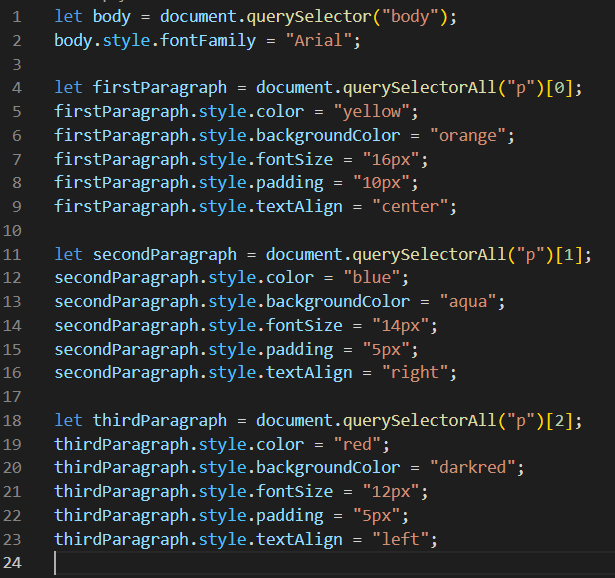 1 let body = document.querySelector("body");
2 body.style.fontFamily = "Arial";
3
4 let firstParagraph = document.querySelectorAll("p")[0];
5 firstParagraph.style.color = "yellow";
6 firstParagraph.style.backgroundColor = "orange";
7 firstParagraph.style.fontSize = "16px";
8 firstParagraph.style.padding = "10px";
9 firstParagraph.style.textAlign = "center";
10
11 let secondParagraph = document.querySelectorAll("p")[1];
12 secondParagraph.style.color = "blue";
13 secondParagraph.style.backgroundColor = "aqua";
14 secondParagraph.style.fontSize = "14px";
15 secondParagraph.style.padding = "5px";
16 secondParagraph.style.textAlign = "right";
17
18 let thirdParagraph = document.querySelectorAll("p")[2];
19 thirdParagraph.style.color = "red";
20 thirdParagraph.style.backgroundColor = "darkred";
21 thirdParagraph.style.fontSize = "12px";
22 thirdParagraph.style.padding = "5px";
23 thirdParagraph.style.textAlign = "left";
24